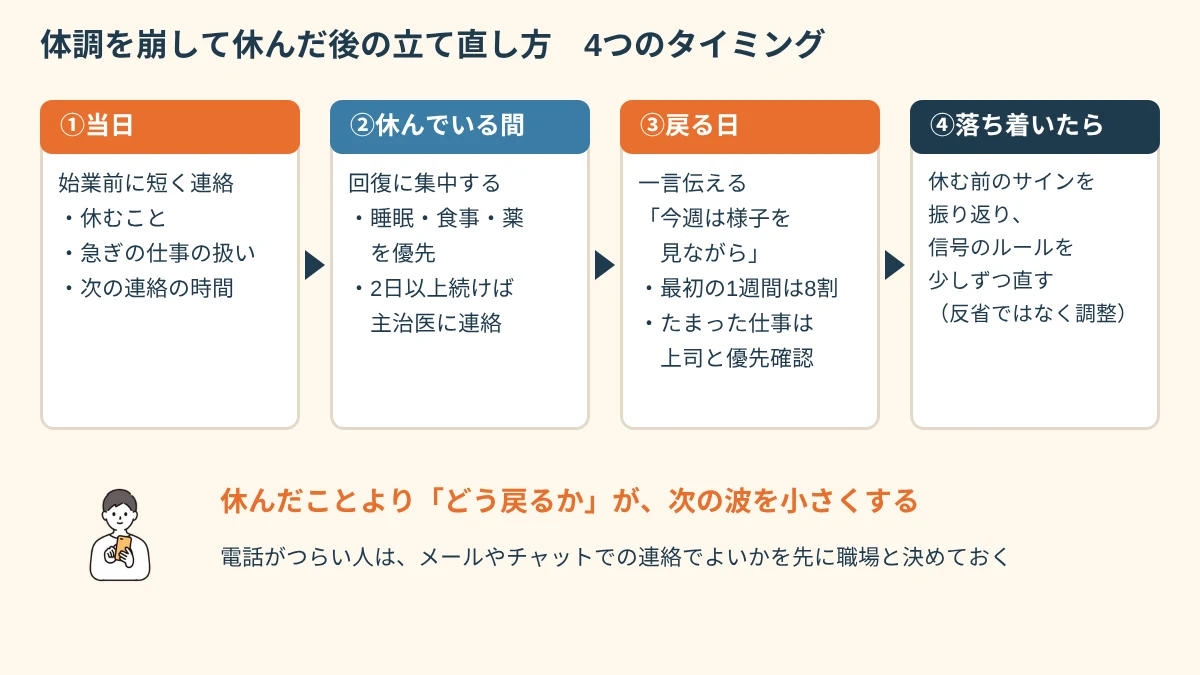 体調を崩して休んだ後の立て直し方　4つのタイミング
①当日
始業前に短く連絡
・休むこと
・急ぎの仕事の扱い
・次の連絡の時間
②休んでいる間
回復に集中する
・睡眠・食事・薬
を優先
・2日以上続けば
主治医に連絡
③戻る日
一言伝える
「今週は様子を
見ながら」
・最初の1週間は8割
・たまった仕事は
上司と優先確認
④落ち着いたら
休む前のサインを
振り返り、
信号のルールを
少しずつ直す
（反省ではなく調整）
休んだことより「どう戻るか」が、次の波を小さくする
電話がつらい人は、メールやチャットでの連絡でよいかを先に職場と決めておく